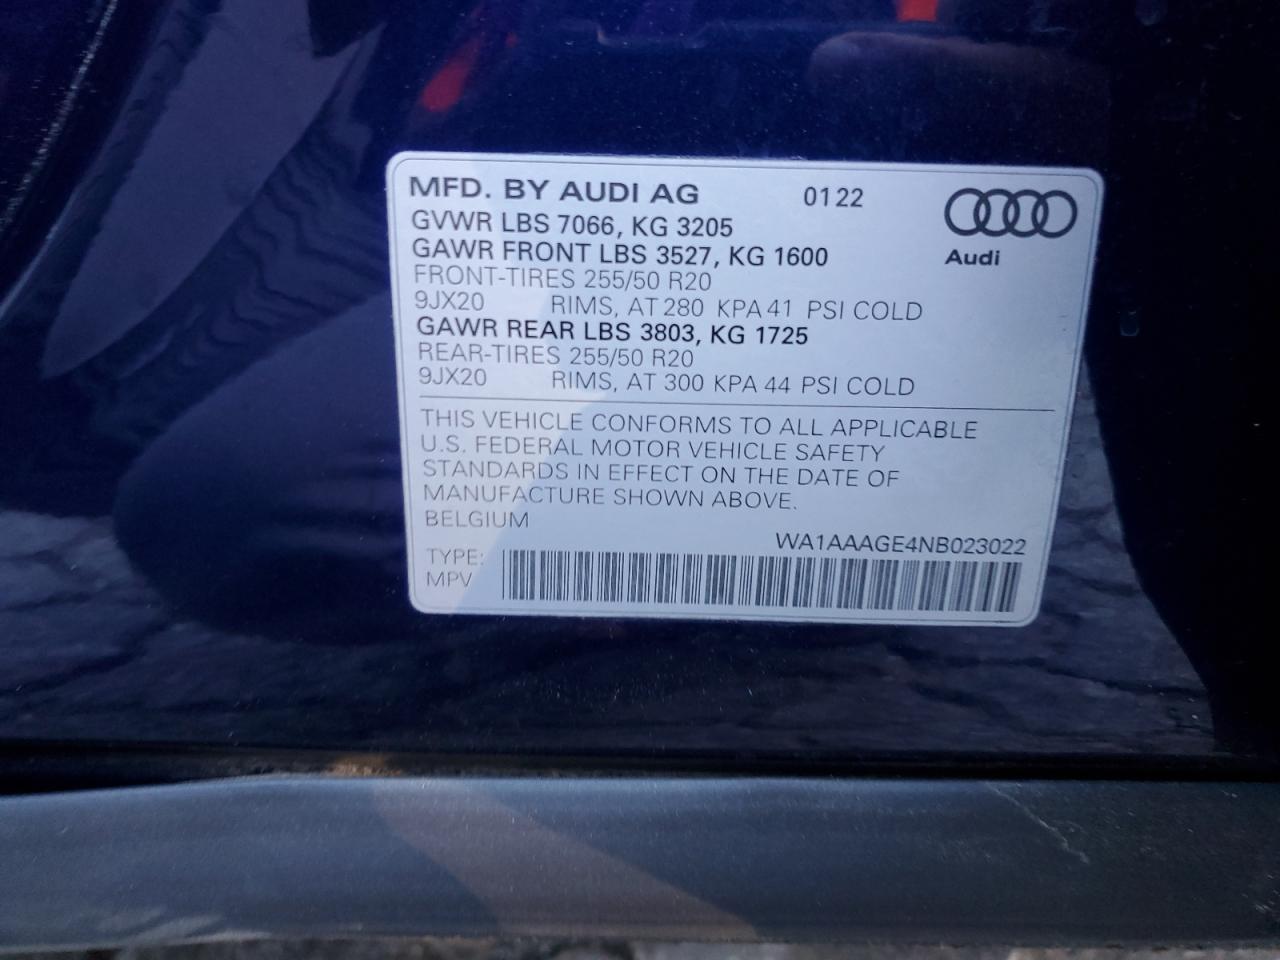 MFD. BY AUDI AG 0122
GVWR LBS 7066, KG 3205
GAWR FRONT LBS 3527, KG 1600
Audi
FRONT-TIRES 255/50 R20
9JX20 RIMS, AT 280 KPA 41 PSI COLD
GAWR REAR LBS 3803, KG 1725
REAR-TIRES 255/50 R20
9JX20 RIMS, AT 300 KPA 44 PSI COLD
THIS VEHICLE CONFORMS TO ALL APPLICABLE
U.S. FEDERAL MOTOR VEHICLE SAFETY
STANDARDS IN EFFECT ON THE DATE OF
MANUFACTURE SHOWN ABOVE.
BELGIUM
WA1AAAGE4NB023022
TYPE:
MPV